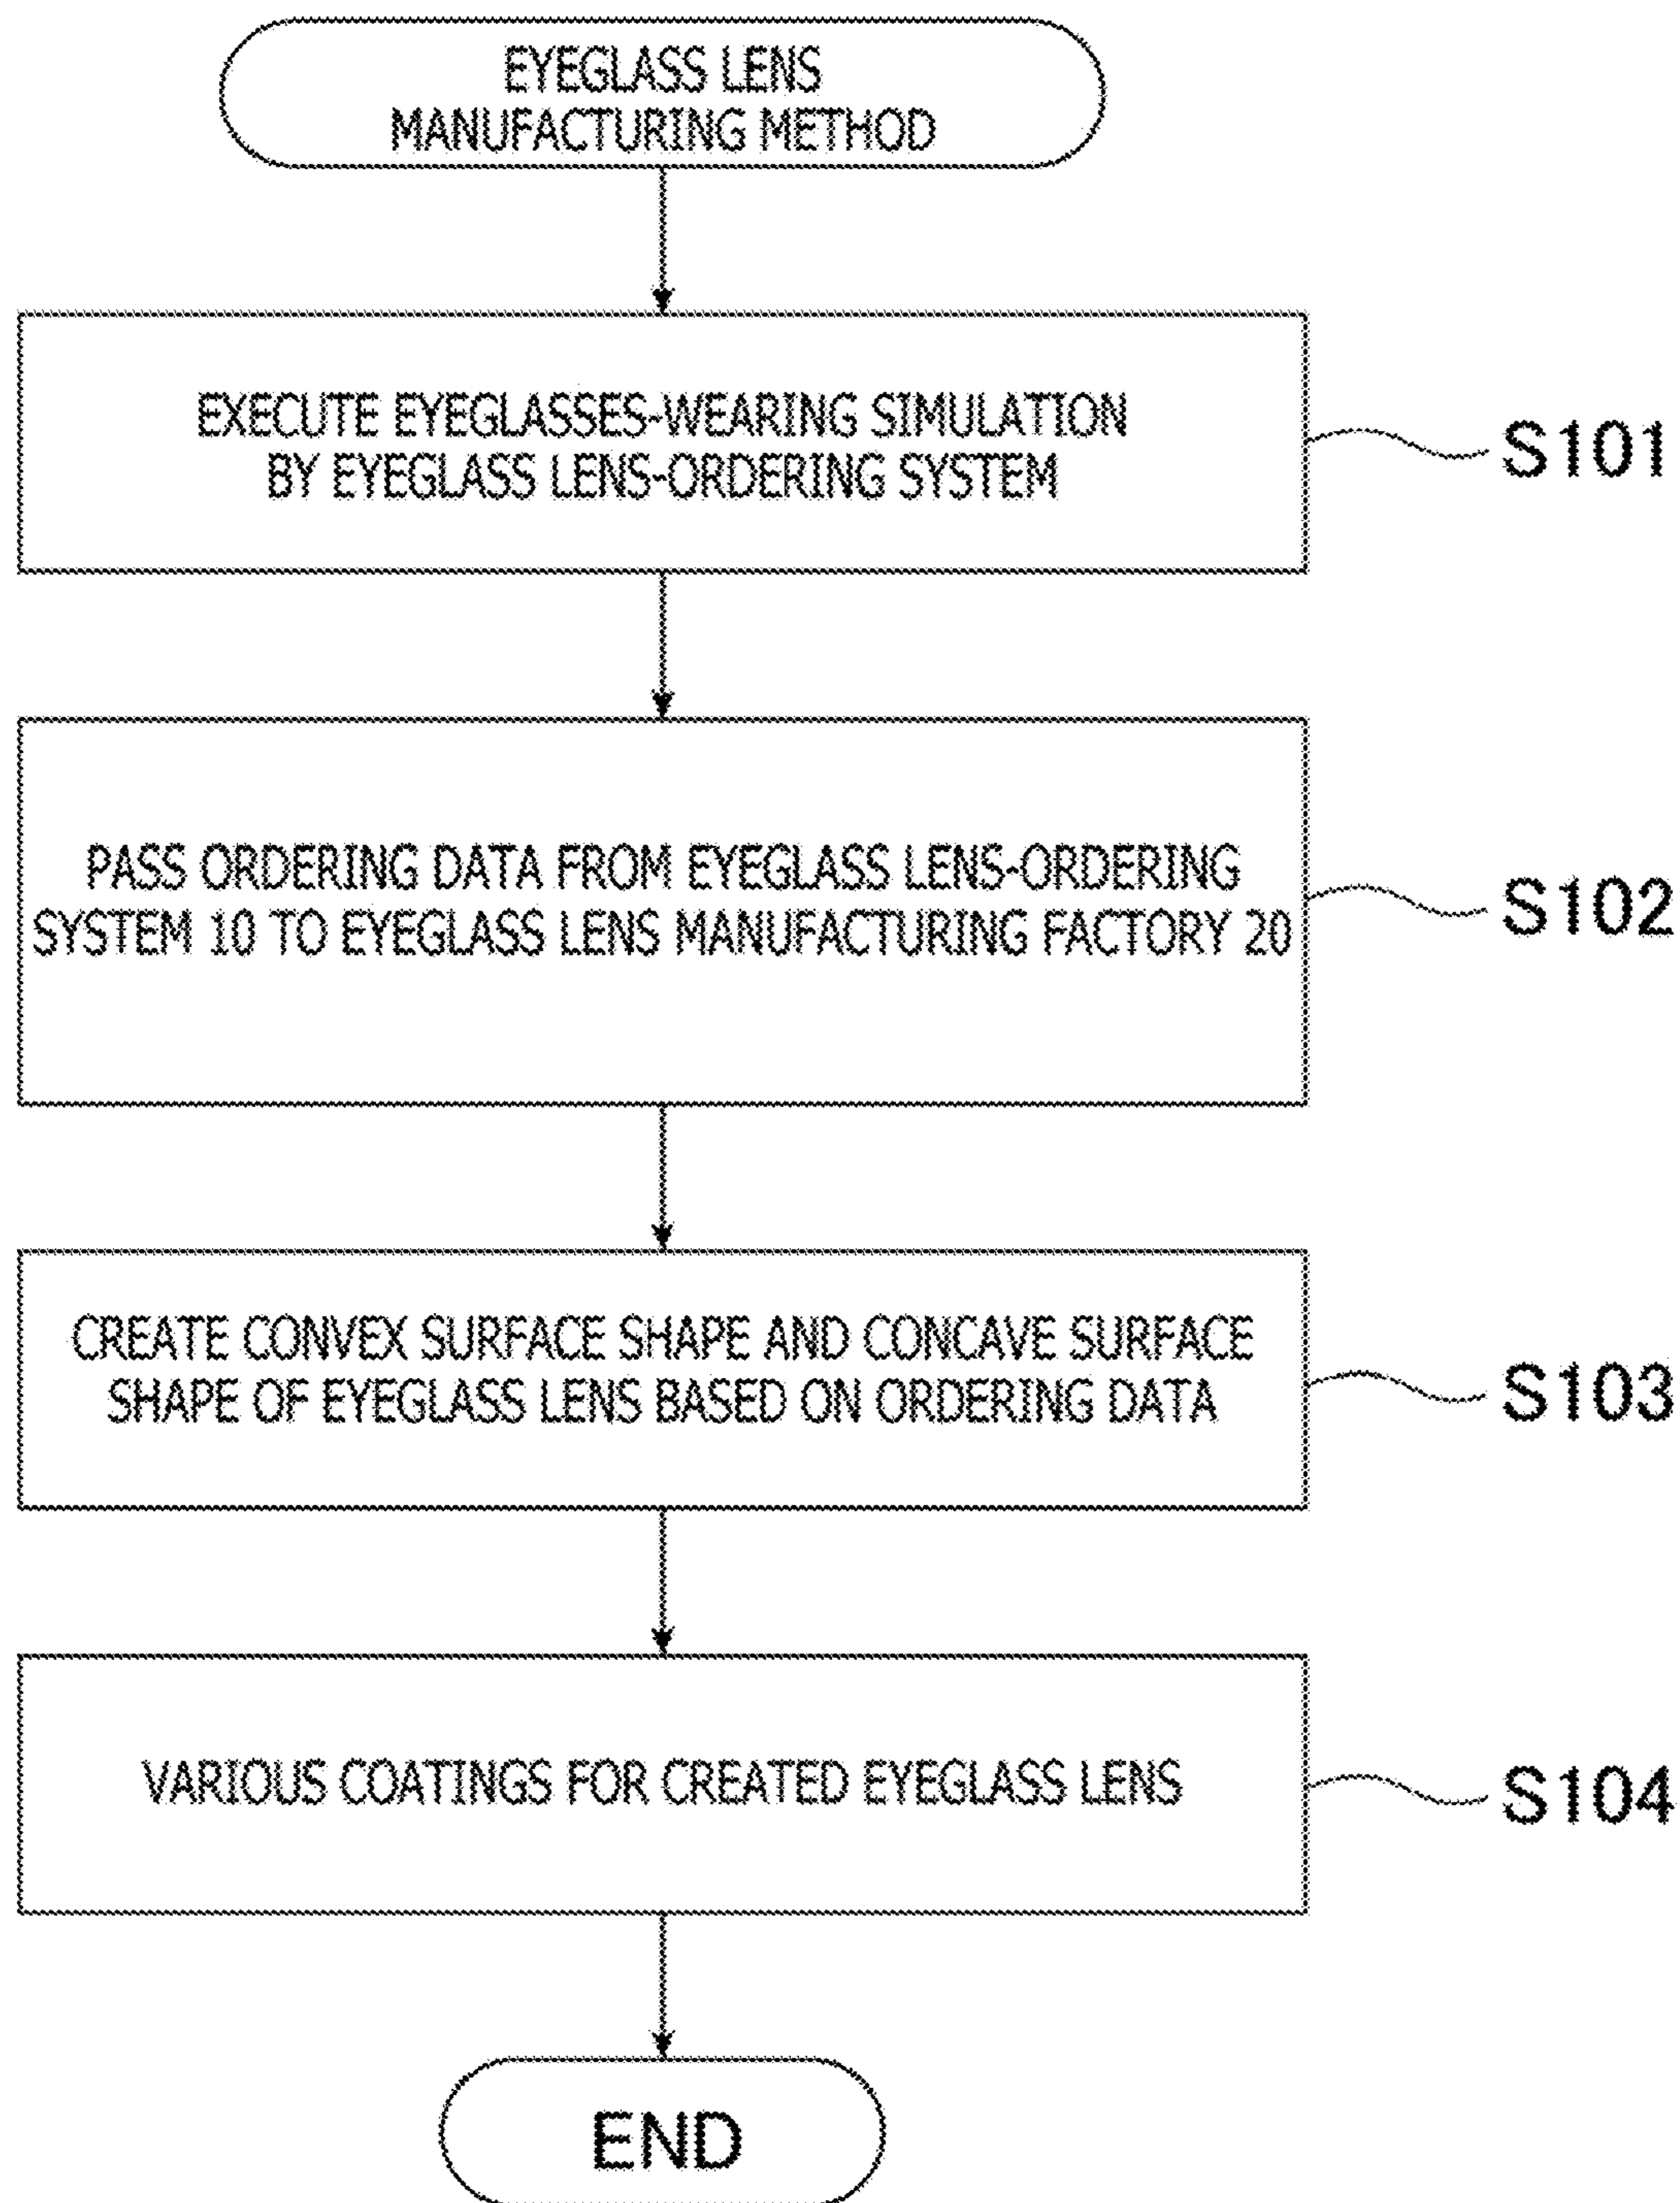 EYEGLASS LENS
MANUFACTURING METHOD
EXECUTE EYEGLASSES-WEARING SIMULATION
BY EYEGLASS LENS-ORDERING SYSTEM
S101
PASS ORDERING DATA FROM EYEGLASS LENS-ORDERING
SYSTEM 10 TO EYEGLASS LENS MANUFACTURING FACTORY 20
S102
CREATE CONVEX SURFACE SHAPE AND CONCAVE SURFACE
SHAPE OF EYEGLASS LENS BASED ON ORDERING DATA
S103
VARIOUS COATINGS FOR CREATED EYEGLASS LENS
S104
END